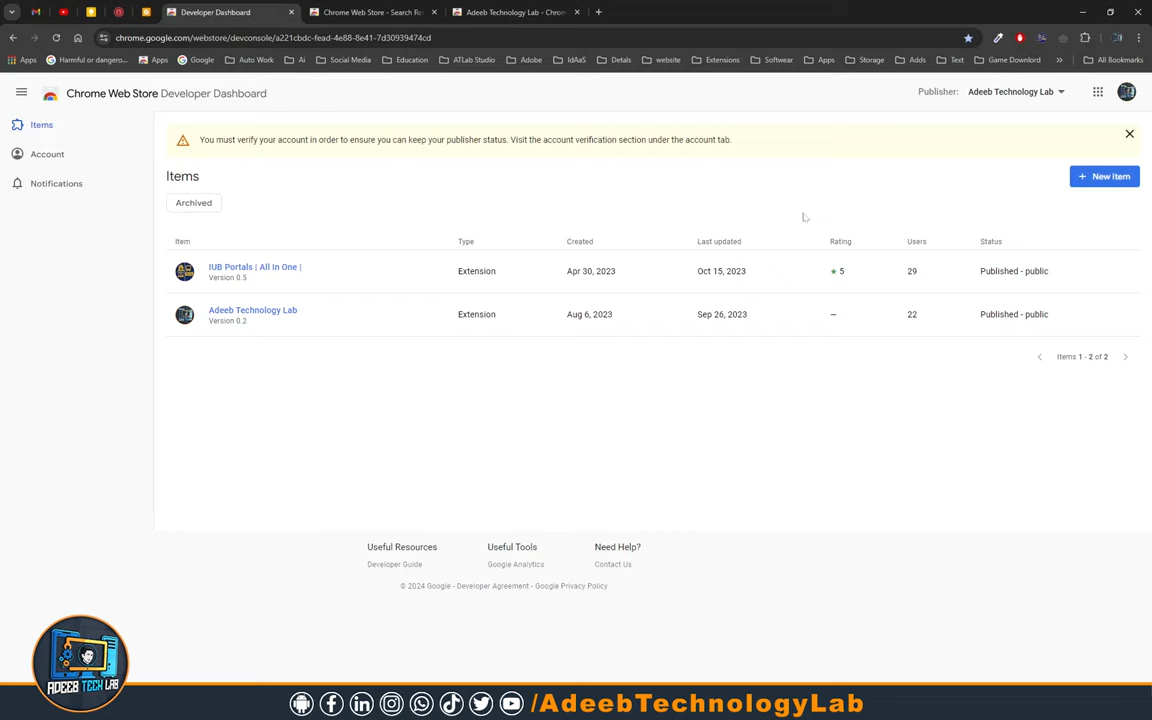 Developer Dashboard
Chrome Web Store - Search Re
Adeeb Technology Lab - Chrom
chrome.google.com/webstore/devconsole/a221cbdc-fead-4e88-8e41-7d30939474cd
Apps
Harmful or dangero...
Apps
Google
Auto Work
Ai
Social Media
Education
ATLab Studio
Adobe
IdAaS
Detals
website
Extensions
Softwear
Apps
Storage
Adds
Text
Game Downlord
All Bookmarks
Chrome Web Store Developer Dashboard
Publisher: Adeeb Technology Lab
Items
Account
Notifications
You must verify your account in order to ensure you can keep your publisher status. Visit the account verification section under the account tab.
Items
+ New item
Archived
Item Type Created Last updated Rating Users Status
IUB Portals | All In One | Extension Apr 30, 2023 Oct 15, 2023 ★ 5 29 Published - public
Version 0.5
Adeeb Technology Lab Extension Aug 6, 2023 Sep 26, 2023 – 22 Published - public
Version 0.2
Items 1 - 2 of 2
Useful Resources Useful Tools Need Help?
Developer Guide Google Analytics Contact Us
© 2024 Google - Developer Agreement - Google Privacy Policy
ADEEB TECH LAB
/AdeebTechnologyLab